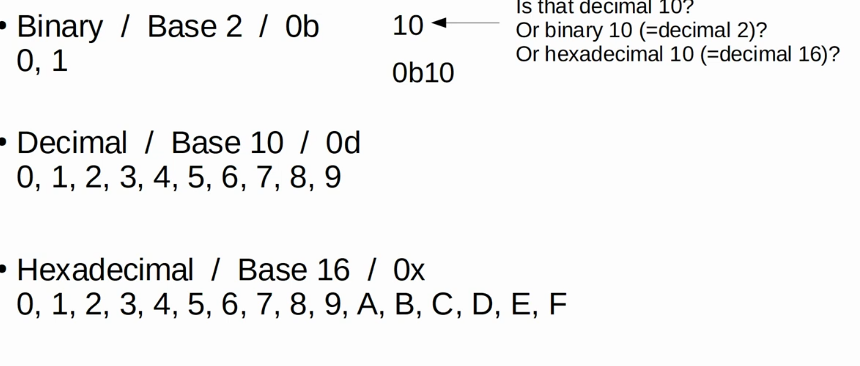 • Binary / Base 2 / 0b
0, 1
10
0b10
Is that decimal 10?
Or binary 10 (=decimal 2)?
Or hexadecimal 10 (=decimal 16)?
• Decimal / Base 10 / 0d
0, 1, 2, 3, 4, 5, 6, 7, 8, 9
• Hexadecimal / Base 16 / 0x
0, 1, 2, 3, 4, 5, 6, 7, 8, 9, A, B, C, D, E, F